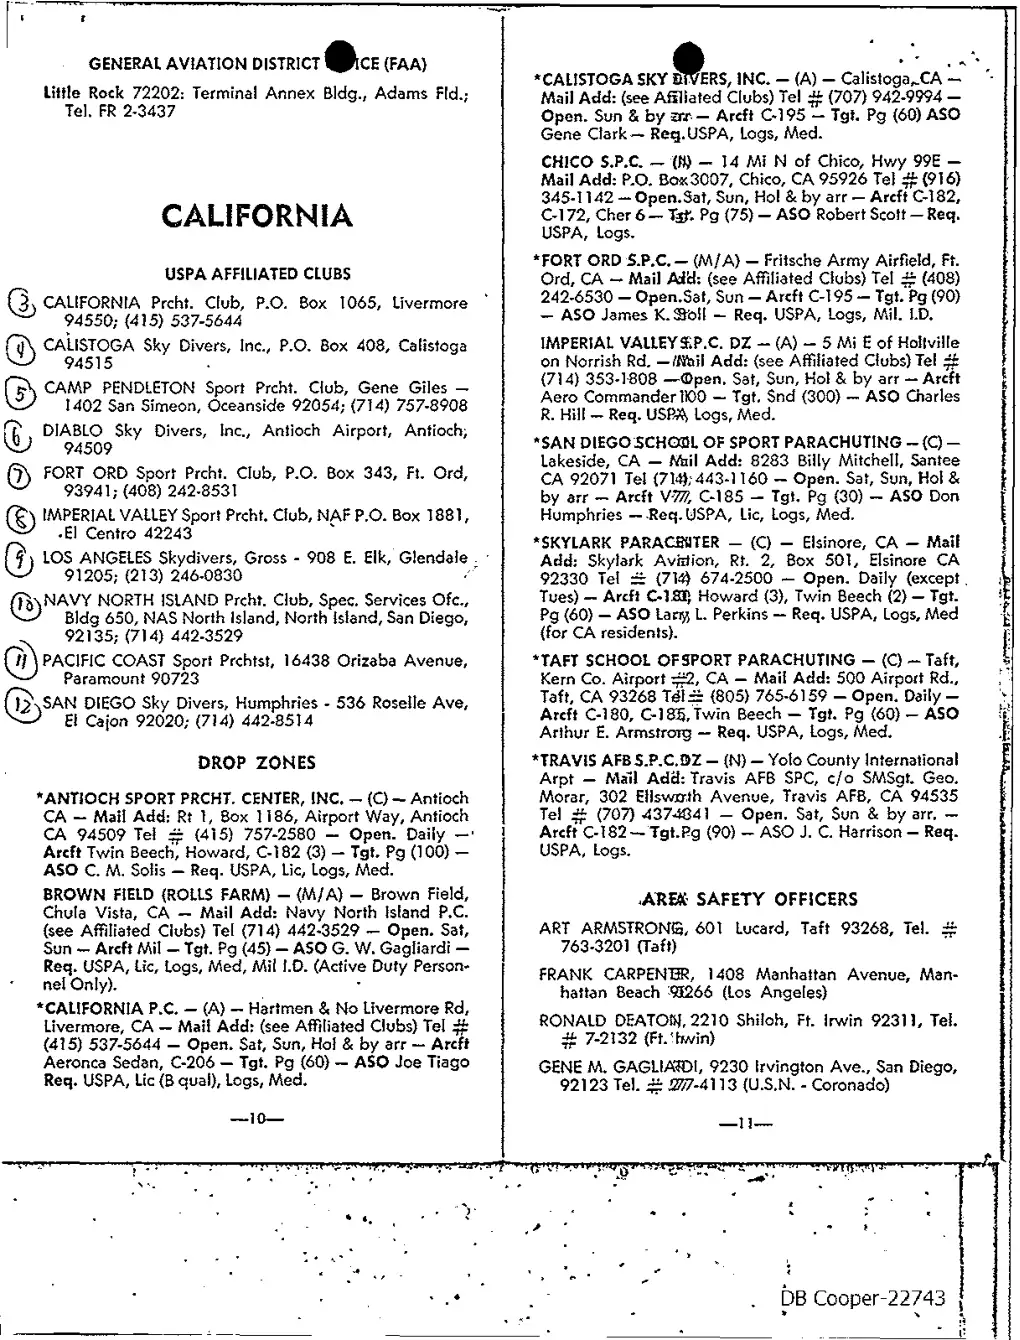 GENERAL AVIATION DISTRICT ICE (FAA)
Little Rock 72202: Terminal Annex Bldg., Adams Fld.;
Tel. FR 2-3437
CALIFORNIA
USPA AFFILIATED CLUBS
3 CALIFORNIA Prcht. Club, P.O. Box 1065, Livermore
94550; (415) 537-5644
4 CALISTOGA Sky Divers, Inc., P.O. Box 408, Calistoga
94515
5 CAMP PENDLETON Sport Prcht. Club, Gene Giles —
1402 San Simeon, Oceanside 92054; (714) 757-8908
6 DIABLO Sky Divers, Inc., Antioch Airport, Antioch;
94509
7 FORT ORD Sport Prcht. Club, P.O. Box 343, Ft. Ord,
93941; (408) 242-8531
8 IMPERIAL VALLEY Sport Prcht. Club, NAF P.O. Box 1881,
El Centro 42243
9 LOS ANGELES Skydivers, Gross - 908 E. Elk, Glendale
91205; (213) 246-0830
10 NAVY NORTH ISLAND Prcht. Club, Spec. Services Ofc.,
Bldg 650, NAS North Island, North Island, San Diego,
92135; (714) 442-3529
11 PACIFIC COAST Sport Prchtst, 16438 Orizaba Avenue,
Paramount 90723
12 SAN DIEGO Sky Divers, Humphries - 536 Roselle Ave,
El Cajon 92020; (714) 442-8514
DROP ZONES
*ANTIOCH SPORT PRCHT. CENTER, INC. — (C) — Antioch
CA — Mail Add: Rt 1, Box 1186, Airport Way, Antioch
CA 94509 Tel # (415) 757-2580 — Open. Daily —
Arcft Twin Beech, Howard, C-182 (3) — Tgt. Pg (100) —
ASO C. M. Solis — Req. USPA, Lic, Logs, Med.
BROWN FIELD (ROLLS FARM) — (M/A) — Brown Field,
Chula Vista, CA — Mail Add: Navy North Island P.C.
(see Affiliated Clubs) Tel (714) 442-3529 — Open. Sat,
Sun — Arcft Mil — Tgt. Pg (45) — ASO G. W. Gagliardi —
Req. USPA, Lic, Logs, Med, Mil I.D. (Active Duty Person-
nel Only).
*CALIFORNIA P.C. — (A) — Hartmen & No Livermore Rd,
Livermore, CA — Mail Add: (see Affiliated Clubs) Tel #
(415) 537-5644 — Open. Sat, Sun, Hol & by arr — Arcft
Aeronca Sedan, C-206 — Tgt. Pg (60) — ASO Joe Tiago
Req. USPA, Lic (B qual), Logs, Med.
—10—
*CALISTOGA SKY DIVERS, INC. — (A) — Calistoga, CA —
Mail Add: (see Affiliated Clubs) Tel # (707) 942-9994 —
Open. Sun & by arr — Arcft C-195 — Tgt. Pg (60) ASO
Gene Clark — Req. USPA, Logs, Med.
CHICO S.P.C. — (N) — 14 Mi N of Chico, Hwy 99E —
Mail Add: P.O. Box 3007, Chico, CA 95926 Tel # (916)
345-1142 — Open. Sat, Sun, Hol & by arr — Arcft C-182,
C-172, Cher 6 — Tgt. Pg (75) — ASO Robert Scott — Req.
USPA, Logs.
*FORT ORD S.P.C. — (M/A) — Fritsche Army Airfield, Ft.
Ord, CA — Mail Add: (see Affiliated Clubs) Tel # (408)
242-6530 — Open. Sat, Sun — Arcft C-195 — Tgt. Pg (90)
— ASO James K. — Req. USPA, Logs, Mil. I.D.
IMPERIAL VALLEY S.P.C. DZ — (A) — 5 Mi E of Holtville
on Norrish Rd. — Mail Add: (see Affiliated Clubs) Tel #
(714) 353-1808 — Open. Sat, Sun, Hol & by arr — Arcft
Aero Commander 100 — Tgt. Snd (300) — ASO Charles
R. Hill — Req. USPA, Logs, Med.
*SAN DIEGO SCHOOL OF SPORT PARACHUTING — (C) —
Lakeside, CA — Mail Add: 8283 Billy Mitchell, Santee
CA 92071 Tel (714) 443-1160 — Open. Sat, Sun, Hol &
by arr — Arcft V-77, C-185 — Tgt. Pg (30) — ASO Don
Humphries — Req. USPA, Lic, Logs, Med.
*SKYLARK PARACENTER — (C) — Elsinore, CA — Mail
Add: Skylark Aviation, Rt. 2, Box 501, Elsinore CA
92330 Tel # (714) 674-2500 — Open. Daily (except
Tues) — Arcft Howard (3), Twin Beech (2) — Tgt.
Pg (60) — ASO Larry L. Perkins — Req. USPA, Logs, Med
(for CA residents).
*TAFT SCHOOL OF SPORT PARACHUTING — (C) — Taft,
Kern Co. Airport #2, CA — Mail Add: 500 Airport Rd.,
Taft, CA 93268 Tel # (805) 765-6159 — Open. Daily —
Arcft C-180, C-185, Twin Beech — Tgt. Pg (60) — ASO
Arthur E. Armstrong — Req. USPA, Logs, Med.
*TRAVIS AFB S.P.C. DZ — (N) — Yolo County International
Arpt — Mail Add: Travis AFB SPC, c/o SMSgt. Geo.
Morar, 302 Ellsworth Avenue, Travis AFB, CA 94535
Tel # (707) 437-4341 — Open. Sat, Sun & by arr. —
Arcft C-182 — Tgt. Pg (90) — ASO J. C. Harrison — Req.
USPA, Logs.
AREA SAFETY OFFICERS
ART ARMSTRONG, 601 Lucard, Taft 93268, Tel. #
763-3201 (Taft)
FRANK CARPENTER, 1408 Manhattan Avenue, Man-
hattan Beach 90266 (Los Angeles)
RONALD DEATON, 2210 Shiloh, Ft. Irwin 92311, Tel.
# 7-2132 (Ft. Irwin)
GENE M. GAGLIARDI, 9230 Irvington Ave., San Diego,
92123 Tel. # 277-4113 (U.S.N. - Coronado)
—11—
DB Cooper-22743